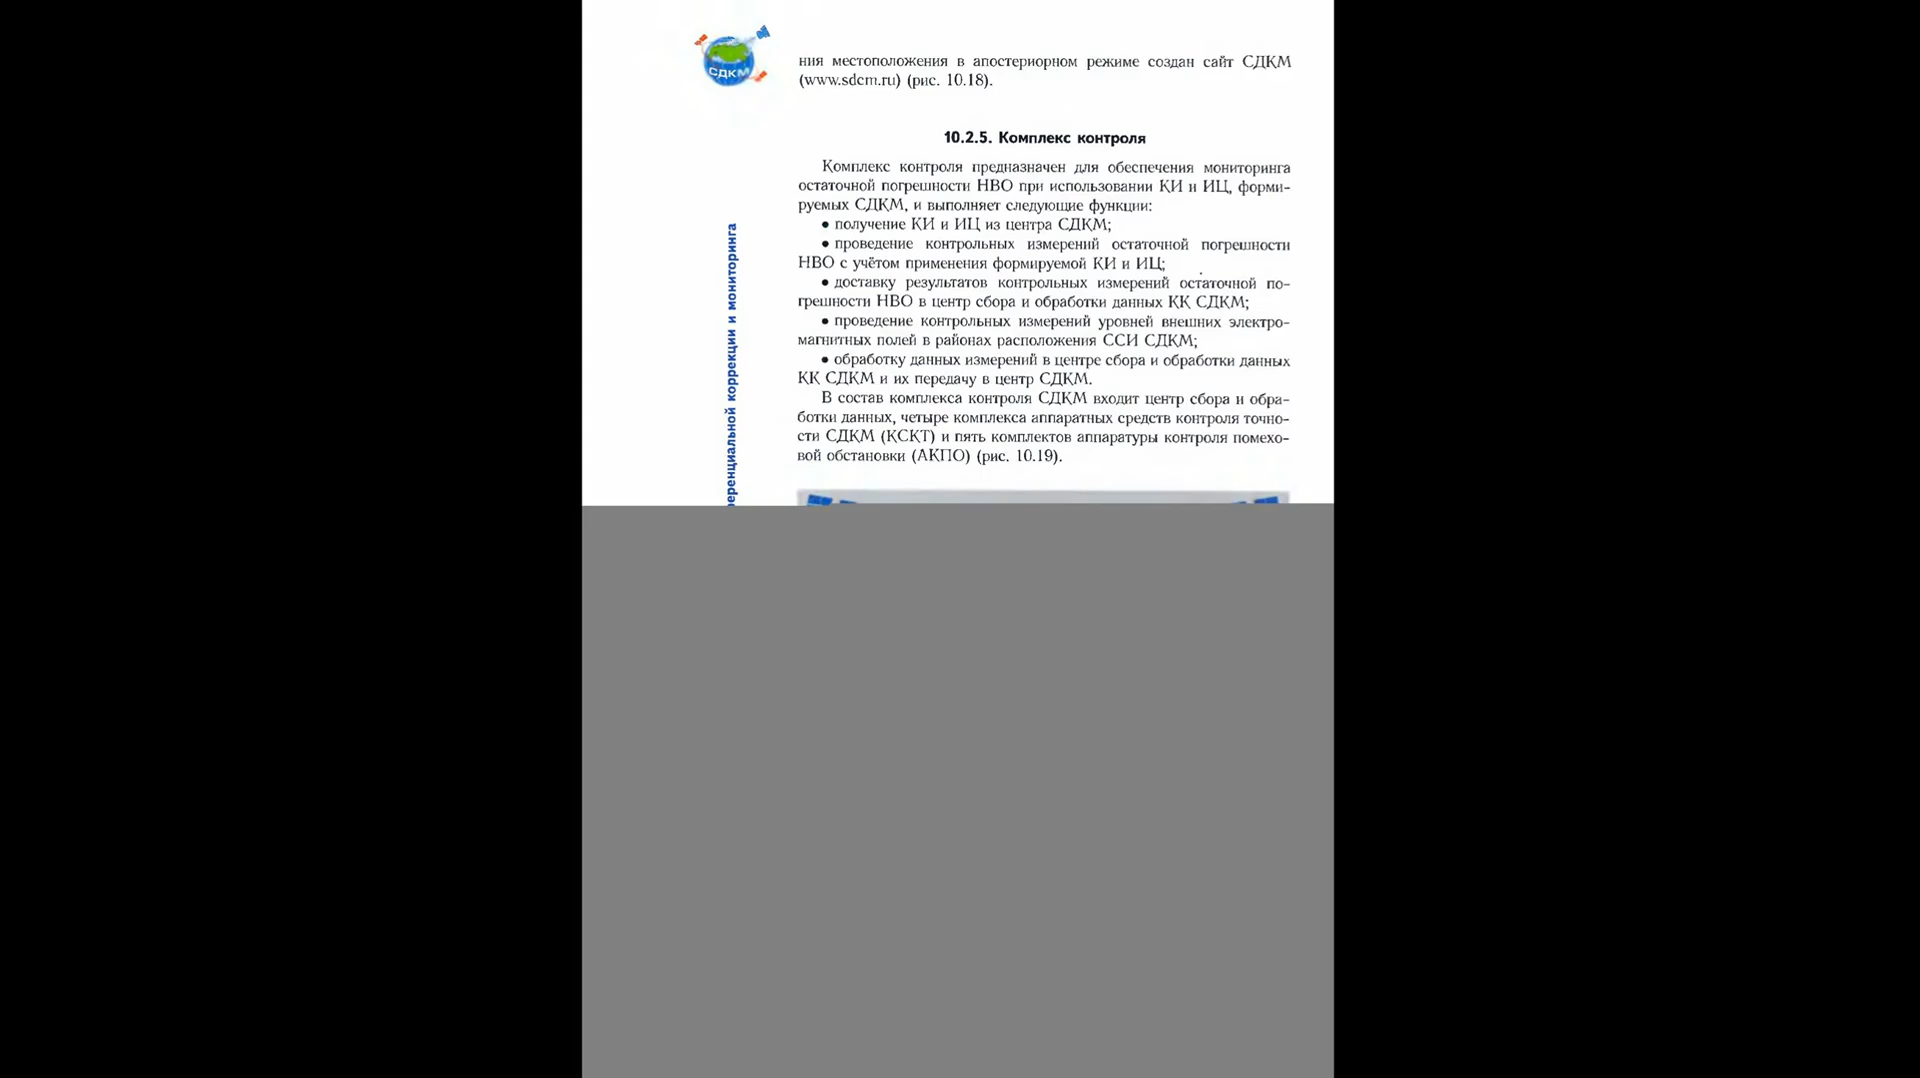 СДКМ
ния местоположения в апостериорном режиме создан сайт СДКМ
(www.sdcm.ru) (рис. 10.18).
10.2.5. Комплекс контроля
Комплекс контроля предназначен для обеспечения мониторинга
остаточной погрешности НВО при использовании КИ и ИЦ, форми-
руемых СДКМ, и выполняет следующие функции:
• получение КИ и ИЦ из центра СДКМ;
• проведение контрольных измерений остаточной погрешности
НВО с учётом применения формируемой КИ и ИЦ;
• доставку результатов контрольных измерений остаточной по-
грешности НВО в центр сбора и обработки данных КК СДКМ;
• проведение контрольных измерений уровней внешних электро-
магнитных полей в районах расположения ССИ СДКМ;
• обработку данных измерений в центре сбора и обработки данных
КК СДКМ и их передачу в центр СДКМ.
В состав комплекса контроля СДКМ входит центр сбора и обра-
ботки данных, четыре комплекса аппаратных средств контроля точно-
сти СДКМ (КСКТ) и пять комплектов аппаратуры контроля помехо-
вой обстановки (АКПО) (рис. 10.19).
еренциальной коррекции и мониторинга